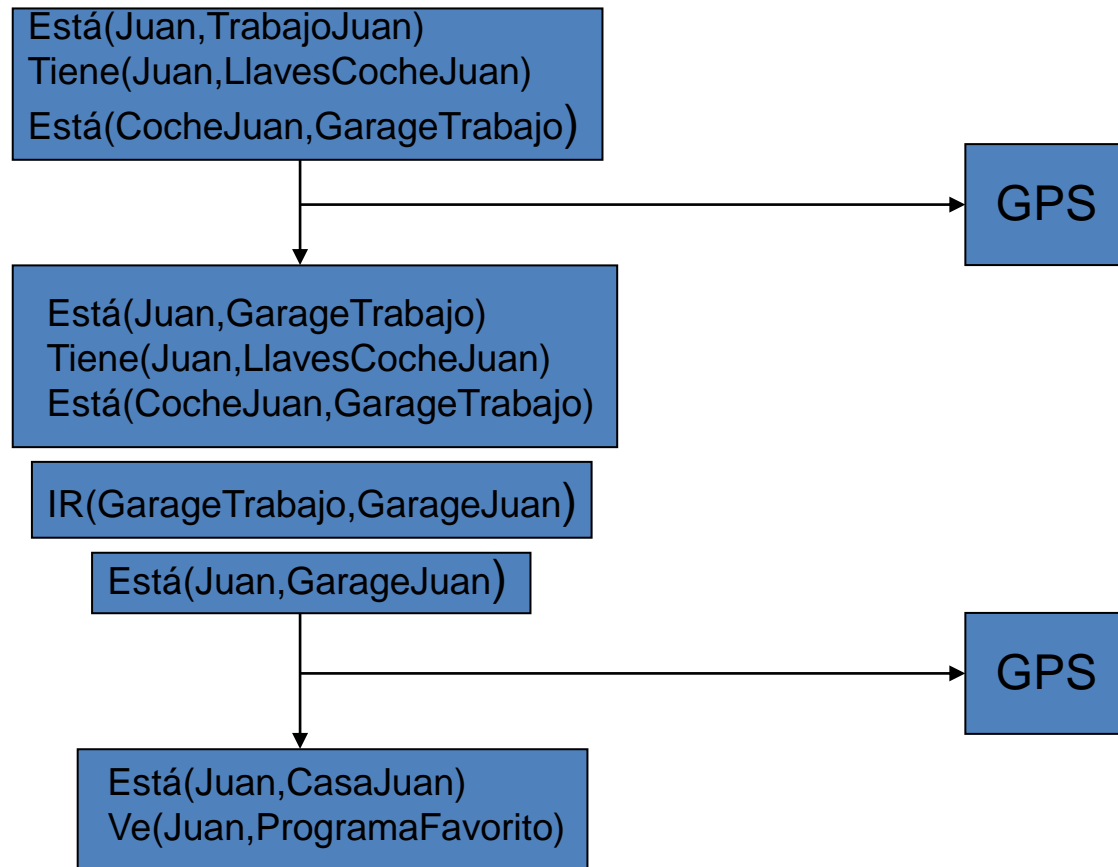 Está(Juan,TrabajoJuan)
Tiene(Juan,LlavesCocheJuan)
Está(CocheJuan,GarageTrabajo)
GPS
Está(Juan,GarageTrabajo)
Tiene(Juan,LlavesCocheJuan)
Está(CocheJuan,GarageTrabajo)
IR(GarageTrabajo,GarageJuan)
Está(Juan,GarageJuan)
GPS
Está(Juan,CasaJuan)
Ve(Juan,ProgramaFavorito)